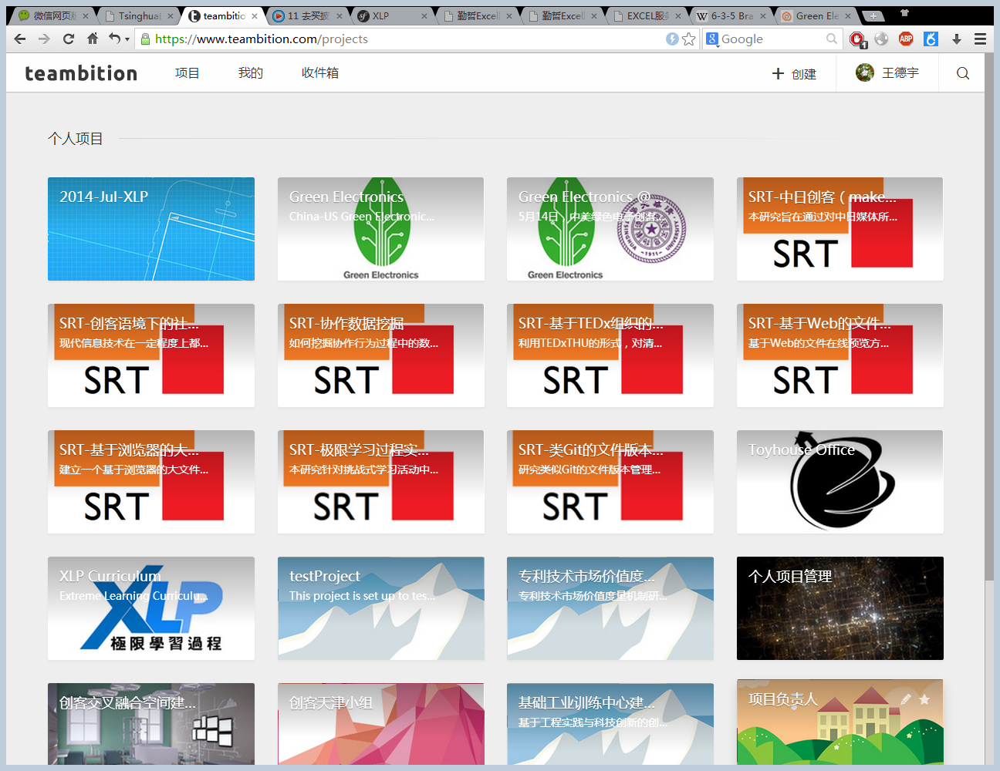 微信网页版
Tsinghua
teambitio
11 去买披
XLP
勤哲Excel
勤哲Excel
EXCEL服务
6-3-5 Bra
Green Ele
https://www.teambition.com/projects
Google
ABP
1
teambition
项目
我的
收件箱
创建
王德宇
个人项目
2014-Jul-XLP
Green Electronics
China-US Green Electronic...
Green Electronics
Green Electronics @ ...
5月14日，中美绿色电子创客...
Green Electronics
1911
SRT-中日创客（make...
本研究旨在通过对中日媒体所...
SRT
SRT-创客语境下的社...
现代信息技术在一定程度上都...
SRT
SRT-协作数据挖掘
如何挖掘协作行为过程中的数...
SRT
SRT-基于TEDx组织的...
利用TEDxTHU的形式，对清...
SRT
SRT-基于Web的文件...
基于Web的文件在线预览方...
SRT
SRT-基于浏览器的大...
建立一个基于浏览器的大文件...
SRT
SRT-极限学习过程实...
本研究针对挑战式学习活动中...
SRT
SRT-类Git的文件版本...
研究类似Git的文件版本管理...
SRT
Toyhouse Office
XLP Curriculum
Extreme Learning Curriculu...
XLP
極限學習過程
testProject
This project is set up to tes...
专利技术市场价值度...
专利技术市场价值度量机制研...
个人项目管理
创客交叉融合空间建...
创客天津小组
基础工业训练中心建...
基于工程实践与科技创新的创...
项目负责人